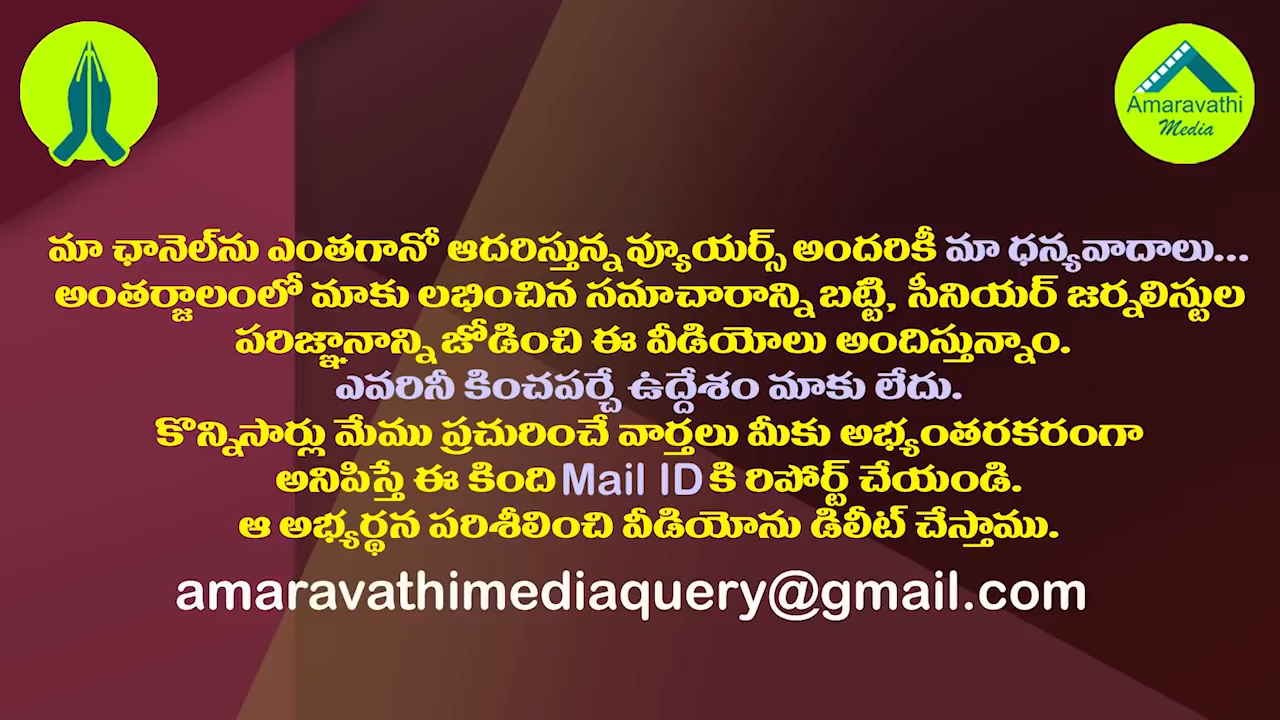 Amaravathi
Media
మా ఛానెల్‌ను ఎంతగానో ఆదరిస్తున్న వ్యూయర్స్ అందరికీ మా ధన్యవాదాలు...
అంతర్జాలంలో మాకు లభించిన సమాచారాన్ని బట్టి, సీనియర్ జర్నలిస్టుల
పరిజ్ఞానాన్ని జోడించి ఈ వీడియోలు అందిస్తున్నాం.
ఎవరినీ కించపర్చే ఉద్దేశం మాకు లేదు.
కొన్నిసార్లు మేము ప్రచురించే వార్తలు మీకు అభ్యంతరకరంగా
అనిపిస్తే ఈ కింది Mail ID కి రిపోర్ట్ చేయండి.
ఆ అభ్యర్థన పరిశీలించి వీడియోను డిలీట్ చేస్తాము.
amaravathimediaquery@gmail.com